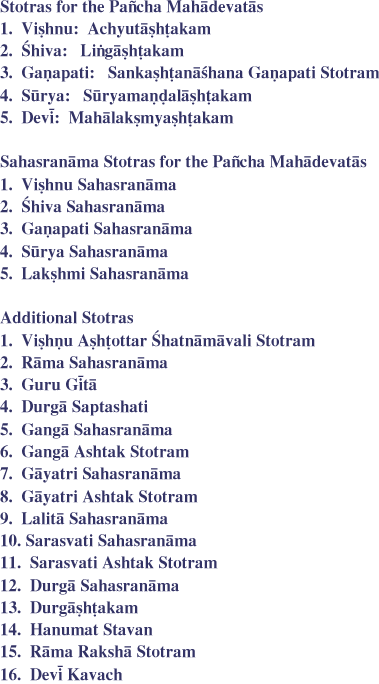 Stotras for the Pañcha Mahādevatās
1. Viṣhnu: Achyutāṣhṭakam
2. Śhiva: Liṅgāṣhṭakam
3. Gaṇapati: Sankaṣhṭanāśhana Gaṇapati Stotram
4. Sūrya: Sūryamaṇḍalāṣhṭakam
5. Devī: Mahālakṣmyaṣhṭakam
Sahasranāma Stotras for the Pañcha Mahādevatās
1. Viṣhnu Sahasranāma
2. Śhiva Sahasranāma
3. Gaṇapati Sahasranāma
4. Sūrya Sahasranāma
5. Lakṣhmi Sahasranāma
Additional Stotras
1. Viṣhṇu Aṣhṭottar Śhatnāmāvali Stotram
2. Rāma Sahasranāma
3. Guru Gītā
4. Durgā Saptashati
5. Gangā Sahasranāma
6. Gangā Ashtak Stotram
7. Gāyatri Sahasranāma
8. Gāyatri Ashtak Stotram
9. Lalitā Sahasranāma
10. Sarasvati Sahasranāma
11. Sarasvati Ashtak Stotram
12. Durgā Sahasranāma
13. Durgāṣhṭakam
14. Hanumat Stavan
15. Rāma Rakshā Stotram
16. Devī Kavach